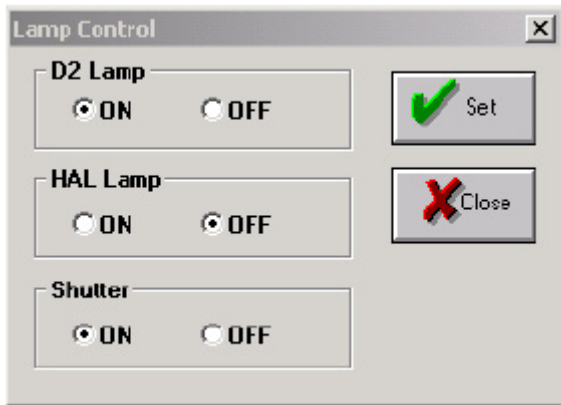 Lamp Control
D2 Lamp
ON OFF
Set
HAL Lamp
ON OFF
Close
Shutter
ON OFF